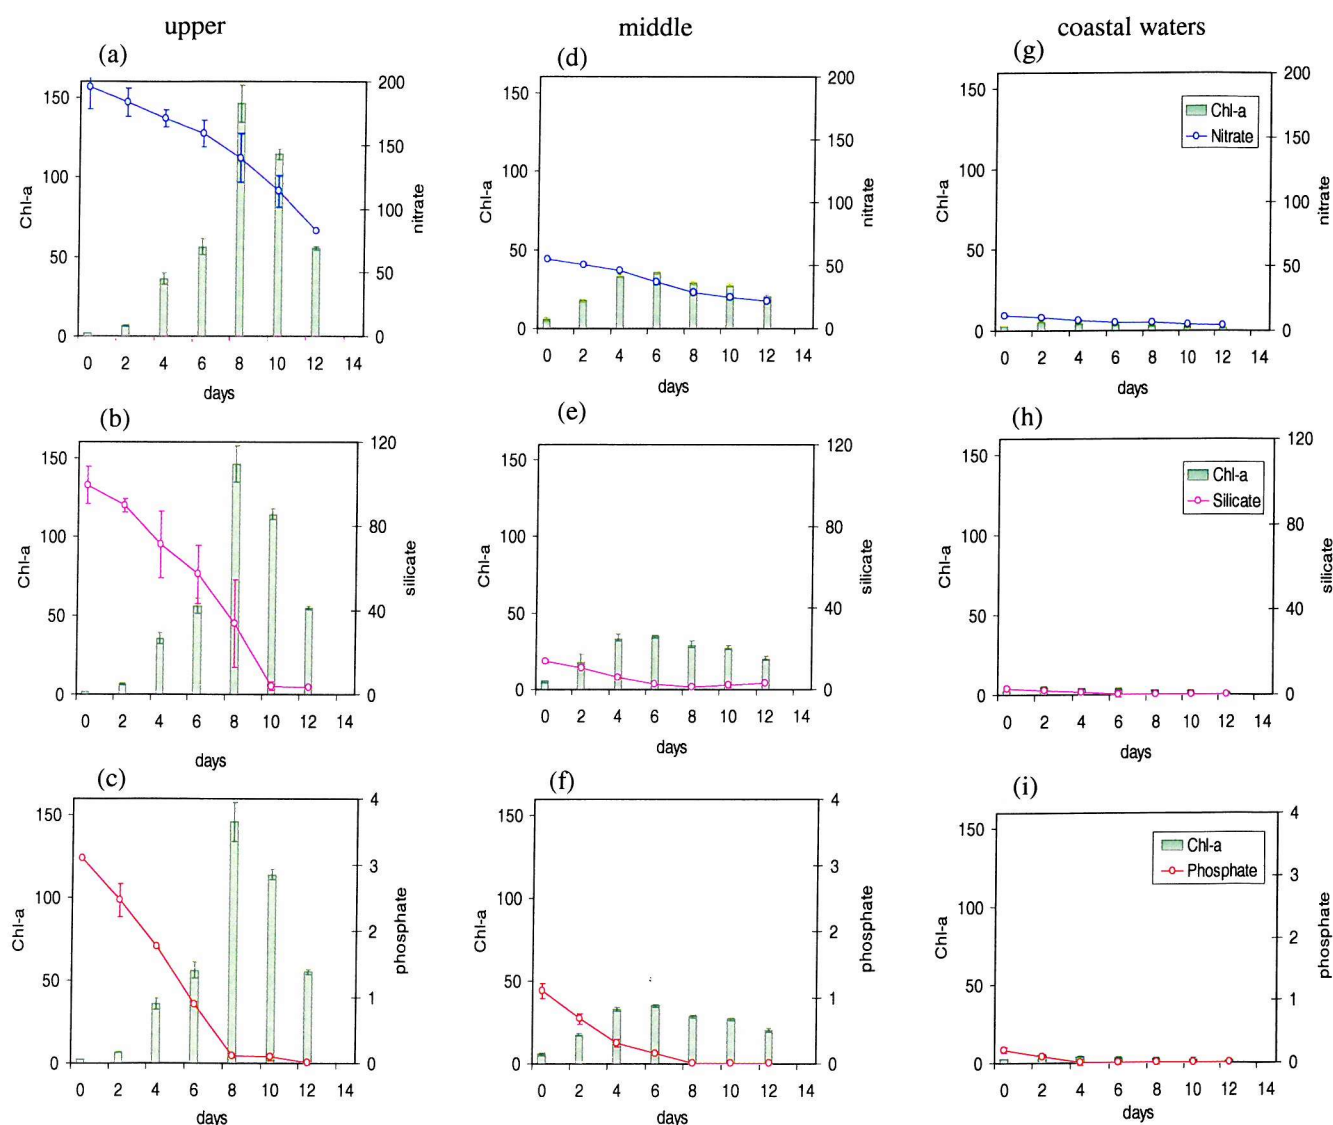 upper
middle
coastal waters
(a)
(d)
(g)
150
100
50
0
Chl-a
200
150
100
50
0
nitrate
0 2 4 6 8 10 12 14
days
150
100
50
0
Chl-a
200
150
100
50
0
nitrate
0 2 4 6 8 10 12 14
days
150
100
50
0
Chl-a
Chl-a
Nitrate
200
150
100
50
0
nitrate
0 2 4 6 8 10 12 14
days
(b)
(e)
(h)
150
100
50
0
Chl-a
120
80
40
0
silicate
0 2 4 6 8 10 12 14
days
150
100
50
0
Chl-a
120
80
40
0
silicate
0 2 4 6 8 10 12 14
days
150
100
50
0
Chl-a
Chl-a
Silicate
120
80
40
0
silicate
0 2 4 6 8 10 12 14
days
(c)
(f)
(i)
150
100
50
0
Chl-a
4
3
2
1
0
phosphate
0 2 4 6 8 10 12 14
days
150
100
50
0
Chl-a
4
3
2
1
0
phosphate
0 2 4 6 8 10 12 14
days
150
100
50
0
Chl-a
Chl-a
Phosphate
4
3
2
1
0
phosphate
0 2 4 6 8 10 12 14
days